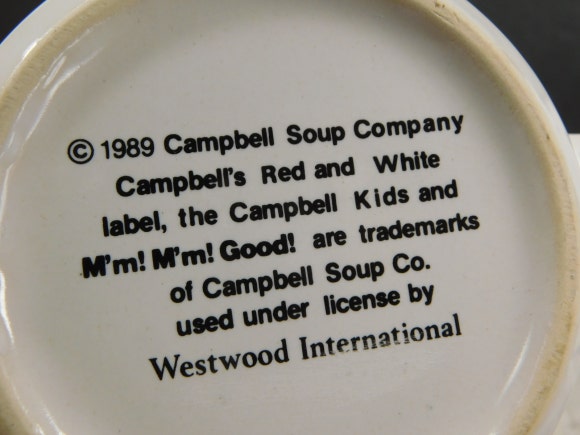 © 1989 Campbell Soup Company
Campbell's Red and White
label, the Campbell Kids and
M'm! M'm! Good! are trademarks
of Campbell Soup Co.
used under license by
Westwood International